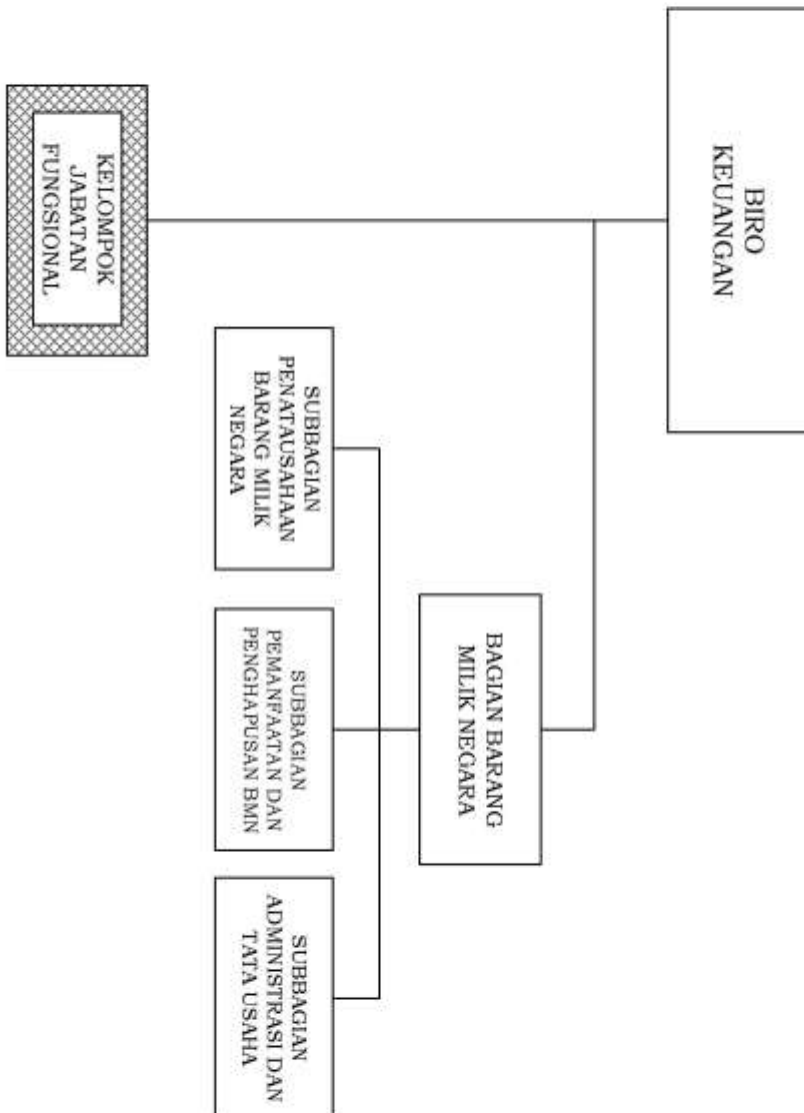 BIRO
KEUANGAN
BAGIAN BARANG
MILIK NEGARA
SUBBAGIAN
PENATAUSAHAAN
BARANG MILIK
NEGARA
SUBBAGIAN
PEMANFAATAN DAN
PENGHAPUSAN BMN
SUBBAGIAN
ADMINISTRASI DAN
TATA USAHA
KELOMPOK
JABATAN
FUNGSIONAL